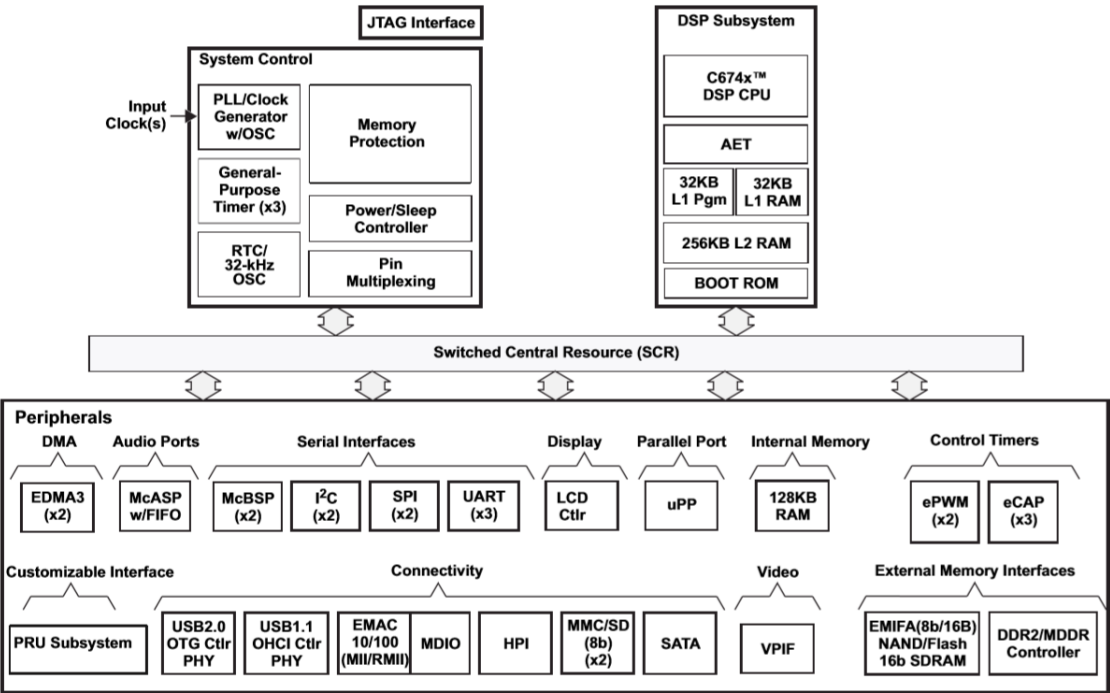 JTAG Interface
System Control
Input
Clock(s)
PLL/Clock
Generator
w/OSC
General-
Purpose
Timer (x3)
RTC/
32-kHz
OSC
Memory
Protection
Power/Sleep
Controller
Pin
Multiplexing
DSP Subsystem
C674x™
DSP CPU
AET
32KB
L1 Pgm
32KB
L1 RAM
256KB L2 RAM
BOOT ROM
Switched Central Resource (SCR)
Peripherals
DMA
EDMA3
(x2)
Audio Ports
McASP
w/FIFO
Serial Interfaces
McBSP
(x2)
I²C
(x2)
SPI
(x2)
UART
(x3)
Display
LCD
Ctlr
Parallel Port
uPP
Internal Memory
128KB
RAM
Control Timers
ePWM
(x2)
eCAP
(x3)
Customizable Interface
PRU Subsystem
Connectivity
USB2.0
OTG Ctlr
PHY
USB1.1
OHCI Ctlr
PHY
EMAC
10/100
(MII/RMII)
MDIO
HPI
MMC/SD
(8b)
(x2)
SATA
Video
VPIF
External Memory Interfaces
EMIFA(8b/16B)
NAND/Flash
16b SDRAM
DDR2/MDDR
Controller